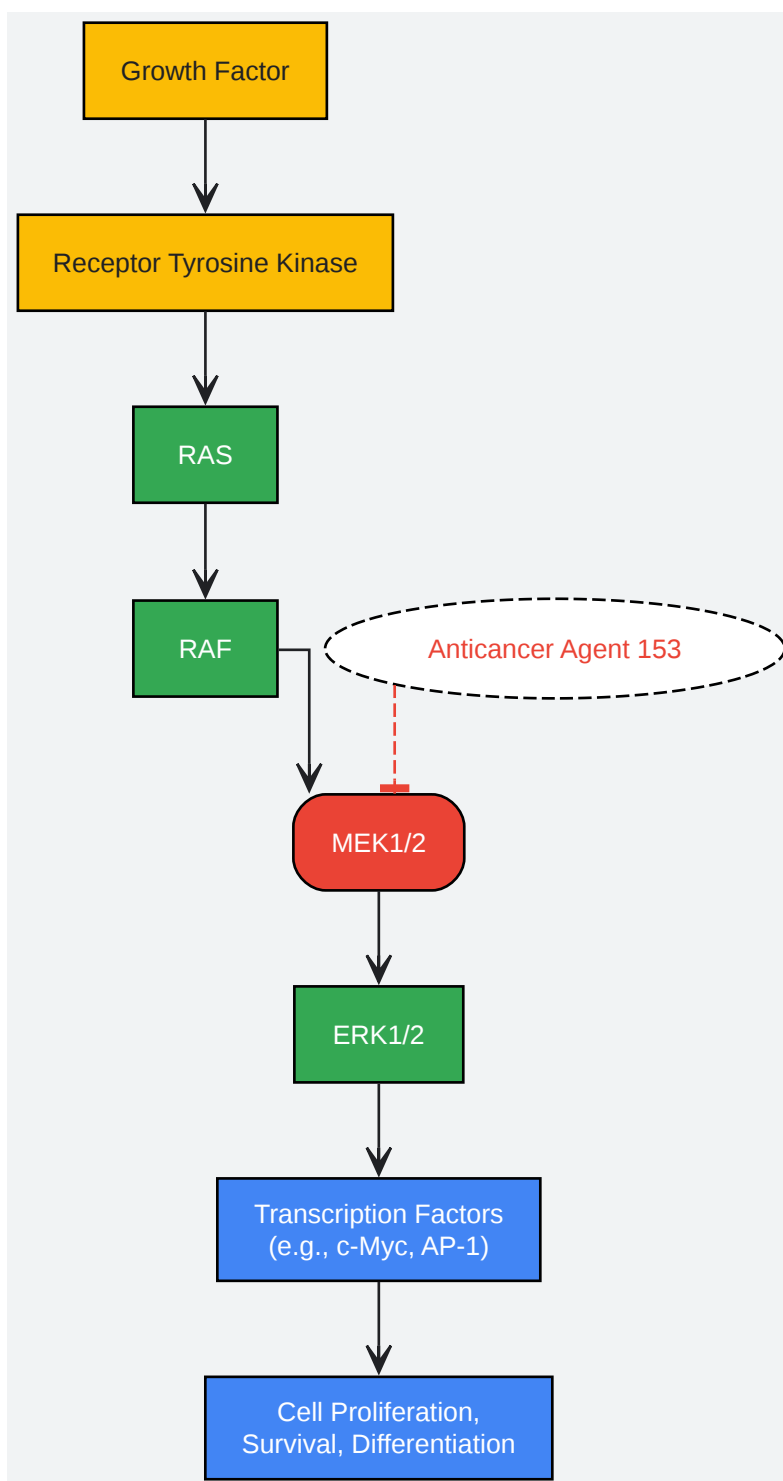 Growth Factor
Receptor Tyrosine Kinase
RAS
RAF
Anticancer Agent 153
MEK1/2
ERK1/2
Transcription Factors
(e.g., c-Myc, AP-1)
Cell Proliferation,
Survival, Differentiation